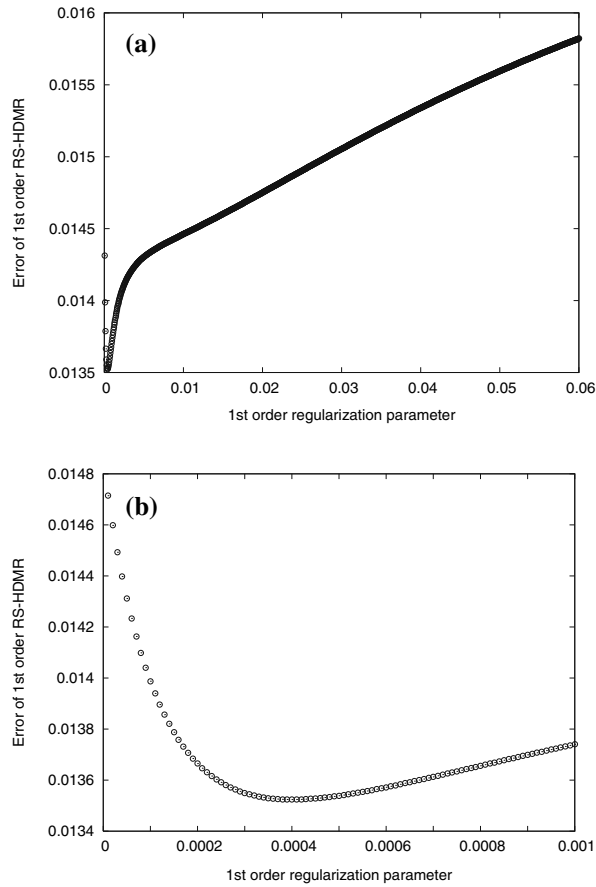 0.016
(a)
0.0155
0.015
0.0145
0.014
0.0135
Error of 1st order RS-HDMR
0 0.01 0.02 0.03 0.04 0.05 0.06
1st order regularization parameter
0.0148
(b)
0.0146
0.0144
0.0142
0.014
0.0138
0.0136
0.0134
Error of 1st order RS-HDMR
0 0.0002 0.0004 0.0006 0.0008 0.001
1st order regularization parameter